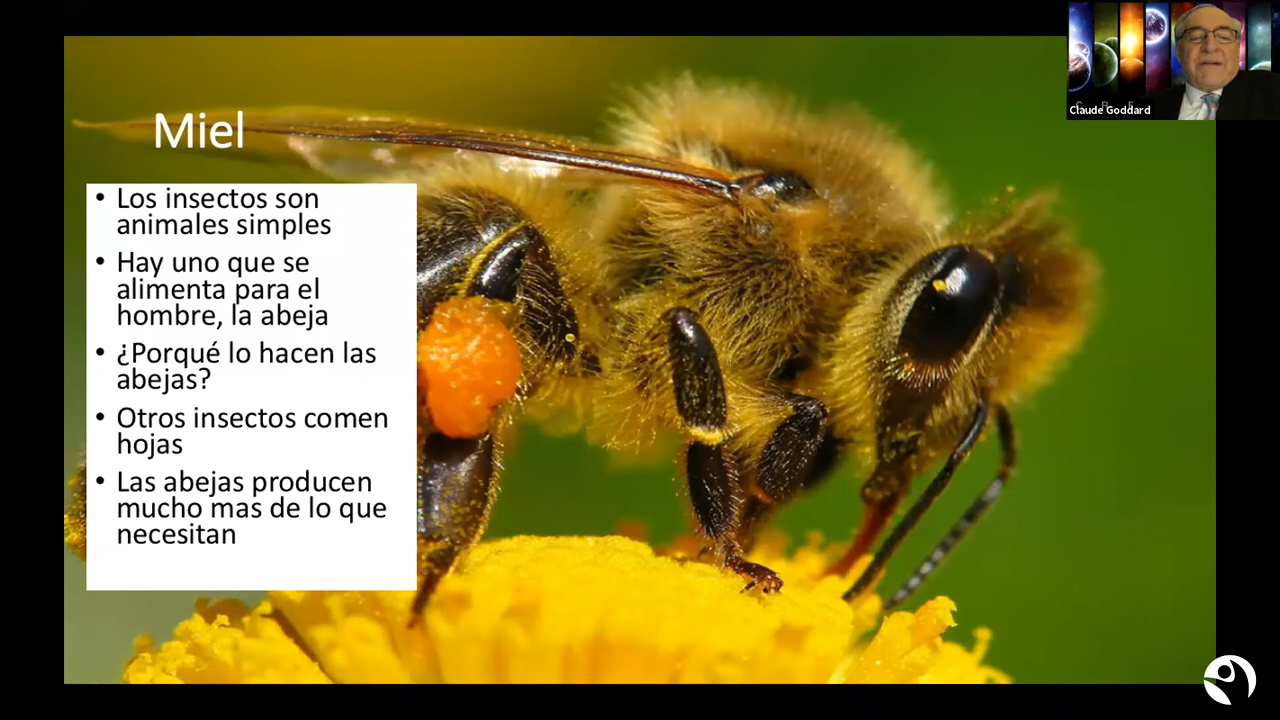 Miel
• Los insectos son
animales simples
• Hay uno que se
alimenta para el
hombre, la abeja
• ¿Porqué lo hacen las
abejas?
• Otros insectos comen
hojas
• Las abejas producen
mucho mas de lo que
necesitan
Claude Goddard